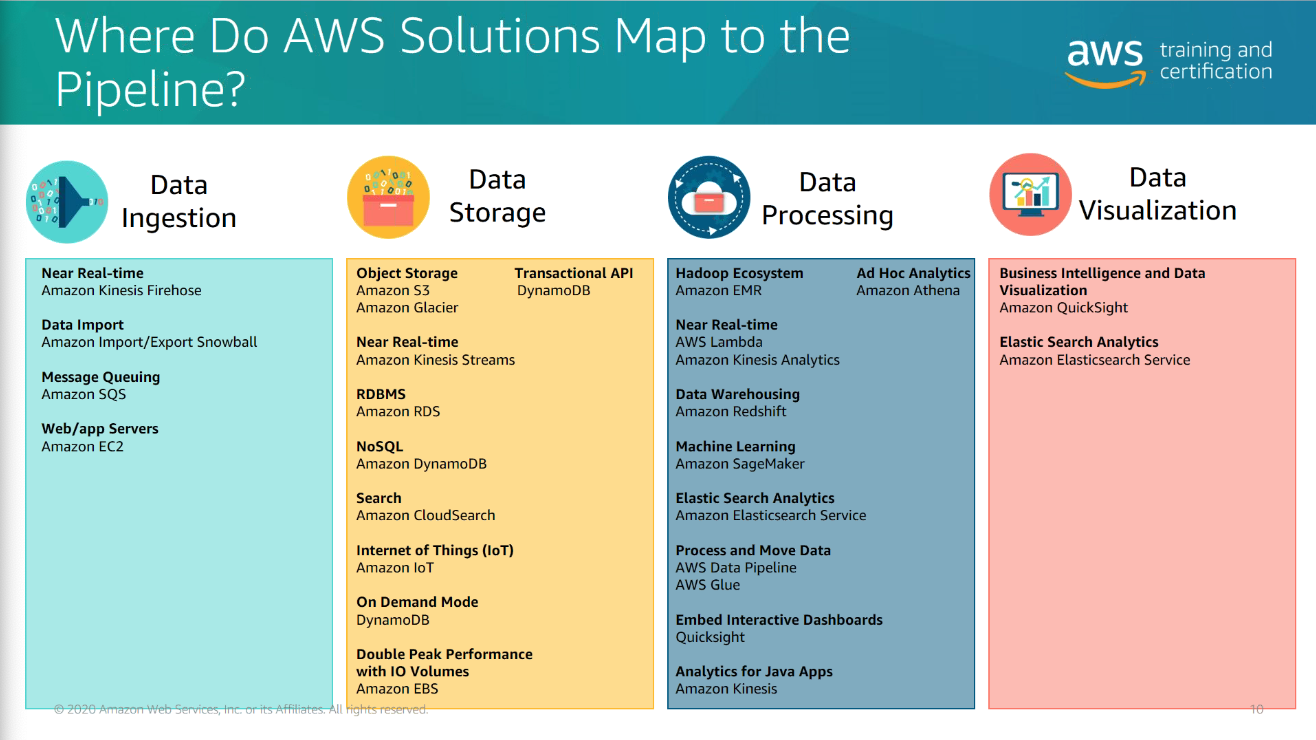 Where Do AWS Solutions Map to the
Pipeline?
aws training and
certification
Data
Ingestion
Near Real-time
Amazon Kinesis Firehose
Data Import
Amazon Import/Export Snowball
Message Queuing
Amazon SQS
Web/app Servers
Amazon EC2
Data
Storage
Object Storage
Amazon S3
Amazon Glacier
Transactional API
DynamoDB
Near Real-time
Amazon Kinesis Streams
RDBMS
Amazon RDS
NoSQL
Amazon DynamoDB
Search
Amazon CloudSearch
Internet of Things (IoT)
Amazon IoT
On Demand Mode
DynamoDB
Double Peak Performance
with IO Volumes
Amazon EBS
Data
Processing
Hadoop Ecosystem
Amazon EMR
Ad Hoc Analytics
Amazon Athena
Near Real-time
AWS Lambda
Amazon Kinesis Analytics
Data Warehousing
Amazon Redshift
Machine Learning
Amazon SageMaker
Elastic Search Analytics
Amazon Elasticsearch Service
Process and Move Data
AWS Data Pipeline
AWS Glue
Embed Interactive Dashboards
Quicksight
Analytics for Java Apps
Amazon Kinesis
Data
Visualization
Business Intelligence and Data
Visualization
Amazon QuickSight
Elastic Search Analytics
Amazon Elasticsearch Service
© 2020 Amazon Web Services, Inc. or its Affiliates. All rights reserved.
10